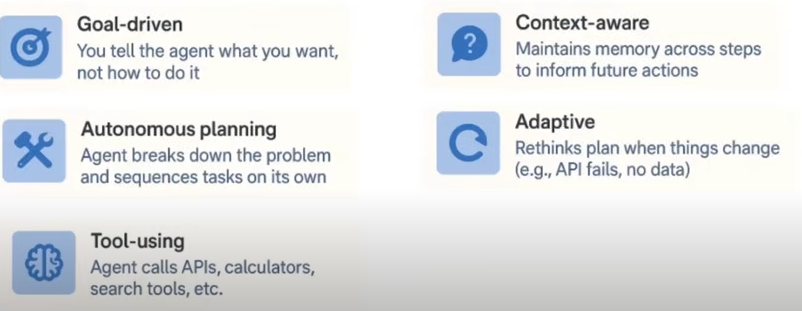 Goal-driven
You tell the agent what you want,
not how to do it
Context-aware
Maintains memory across steps
to inform future actions
Autonomous planning
Agent breaks down the problem
and sequences tasks on its own
Adaptive
Rethinks plan when things change
(e.g., API fails, no data)
Tool-using
Agent calls APIs, calculators,
search tools, etc.